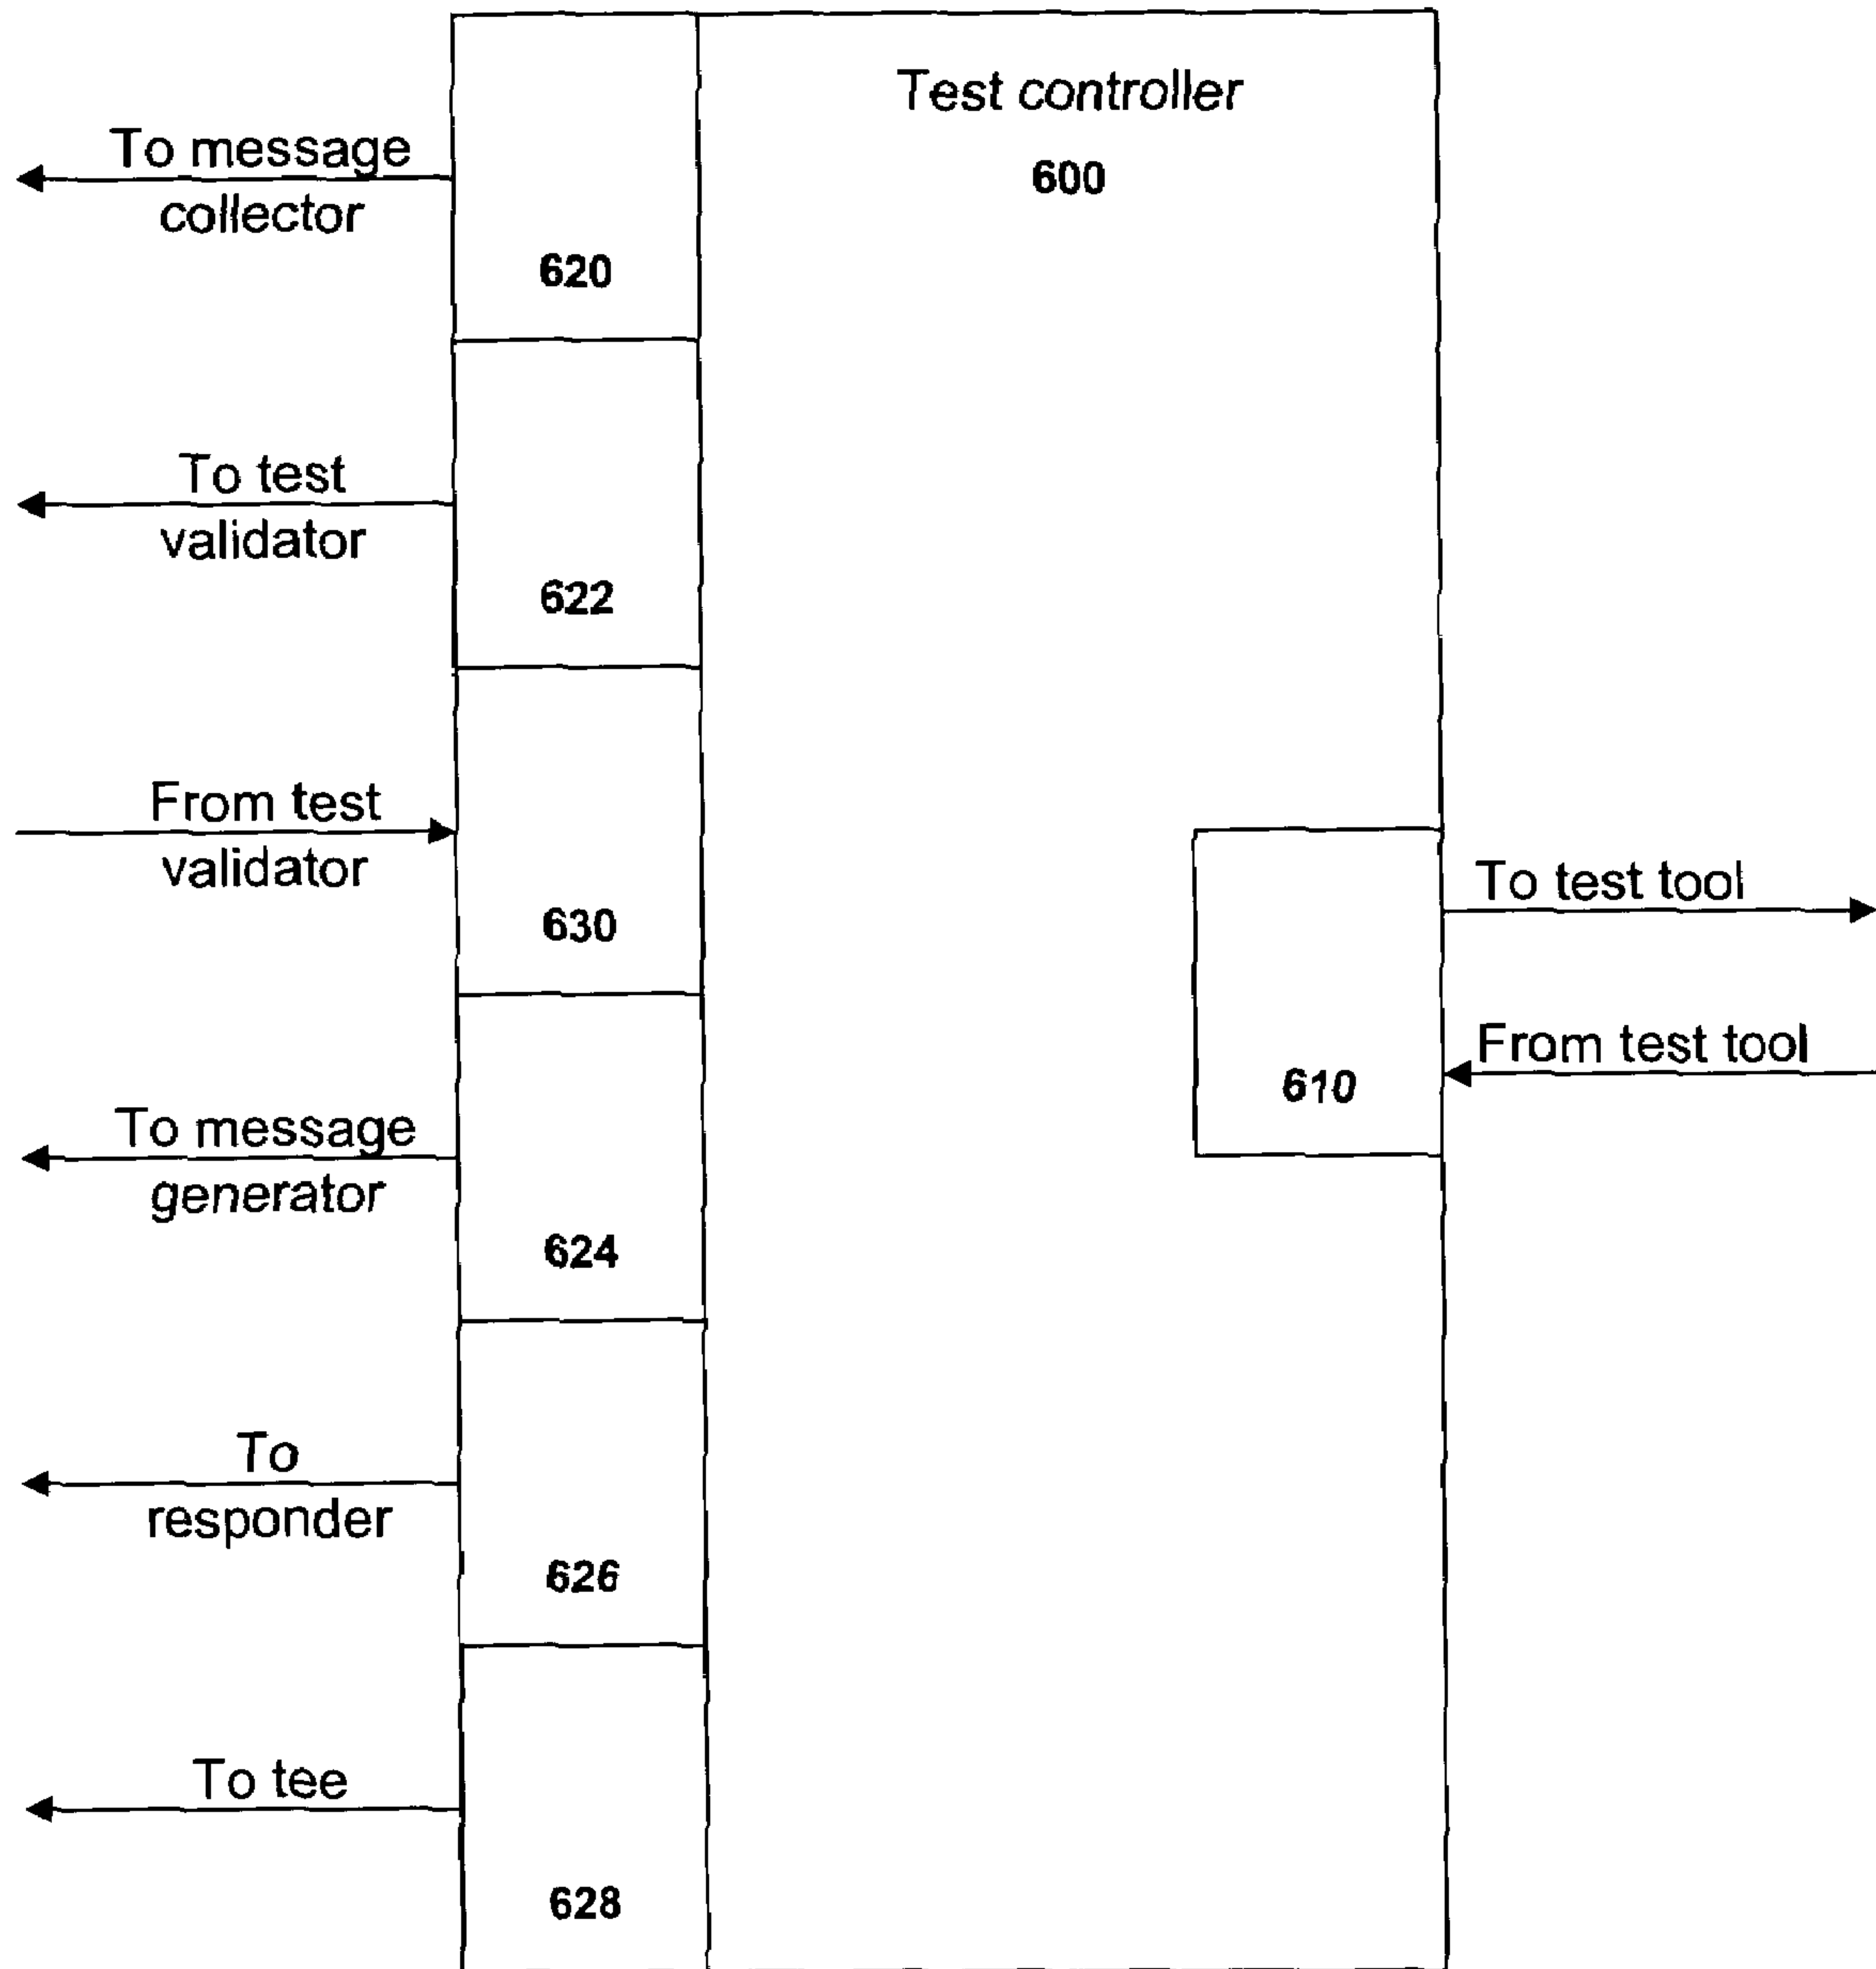 Test controller
600
To message
collector
620
To test
validator
622
From test
validator
630
To test tool
From test tool
610
To message
generator
624
To
responder
626
To tee
628